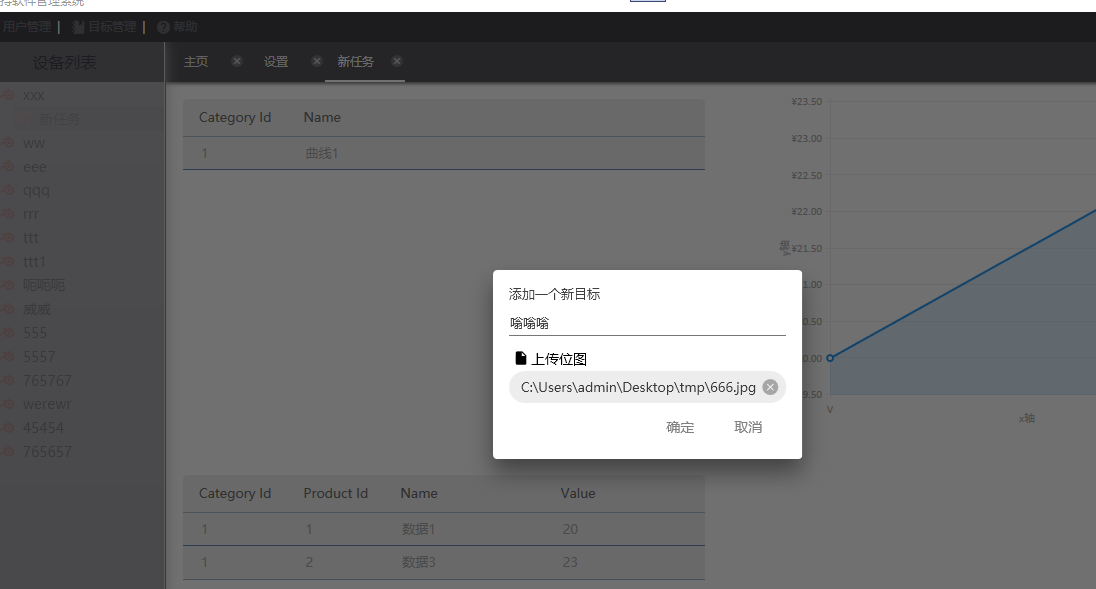 用户管理 | 目标管理 | 帮助
设备列表
主页 设置 新任务
xxx
新任务
ww
eee
qqq
rrr
ttt
ttt1
呃呃呃
威威
555
5557
765767
werewr
45454
765657
Category Id Name
1 曲线1
¥23.50
¥23.00
¥22.50
¥22.00
¥21.50
1.00
0.50
0.00
9.50
y轴
V
x轴
添加一个新目标
嗡嗡嗡
上传位图
C:\Users\admin\Desktop\tmp\666.jpg
确定 取消
Category Id Product Id Name Value
1 1 数据1 20
1 2 数据3 23